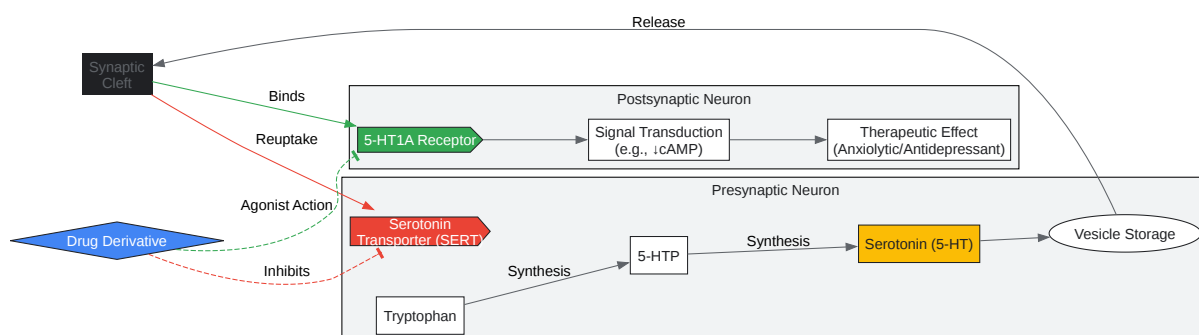 Release
Synaptic
Cleft
Binds
Reuptake
Postsynaptic Neuron
5-HT1A Receptor
Signal Transduction
(e.g., ↓cAMP)
Therapeutic Effect
(Anxiolytic/Antidepressant)
Agonist Action
Drug Derivative
Inhibits
Presynaptic Neuron
Serotonin
Transporter (SERT)
Synthesis
Tryptophan
5-HTP
Synthesis
Serotonin (5-HT)
Vesicle Storage